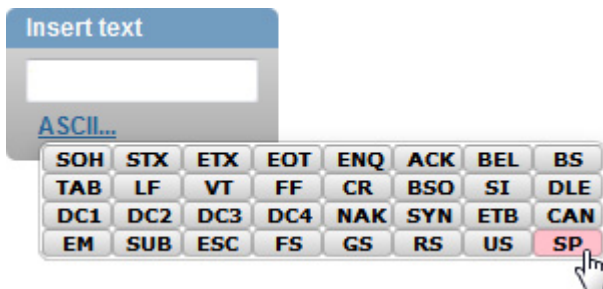 Insert text
ASCII...
SOH STX ETX EOT ENQ ACK BEL BS
TAB LF VT FF CR BSO SI DLE
DC1 DC2 DC3 DC4 NAK SYN ETB CAN
EM SUB ESC FS GS RS US SP